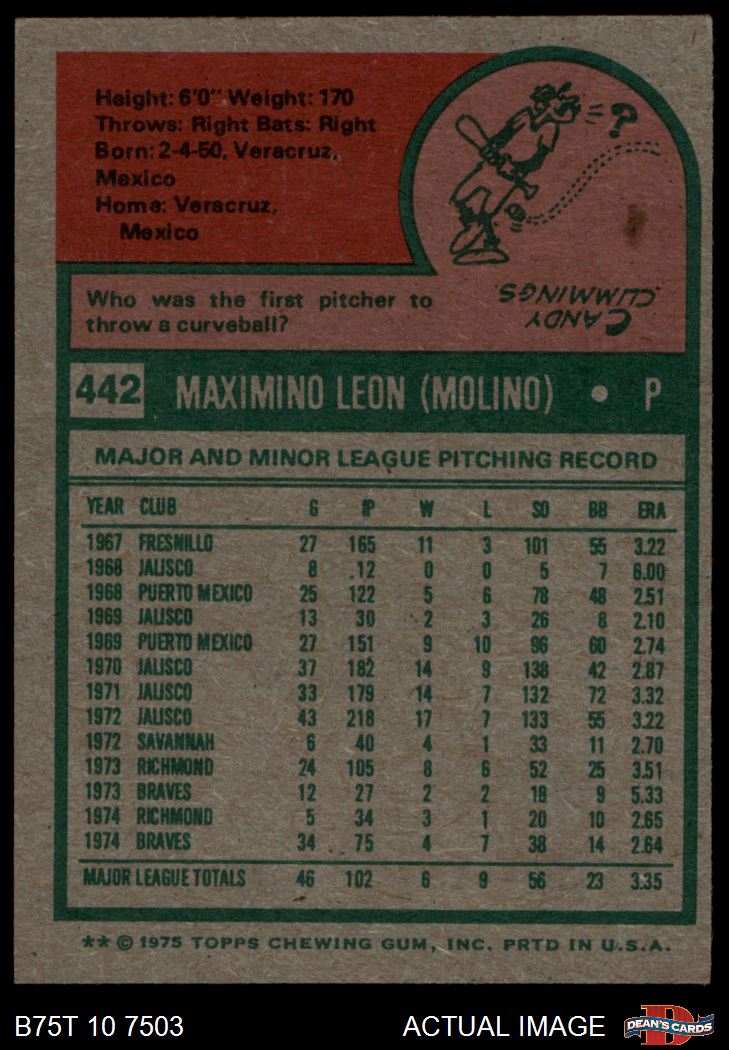 Height: 6'0" Weight: 170
Throws: Right Bats: Right
Born: 2-4-50, Veracruz,
Mexico
Home: Veracruz,
Mexico
?
Who was the first pitcher to
throw a curveball?
CANDY
CUMMINGS.
442 MAXIMINO LEON (MOLINO) • P
MAJOR AND MINOR LEAGUE PITCHING RECORD
YEAR CLUB G IP W L SO BB ERA
1967 FRESNILLO 27 165 11 3 101 55 3.22
1968 JALISCO 8 12 0 0 5 7 6.00
1968 PUERTO MEXICO 25 122 5 6 78 48 2.51
1969 JALISCO 13 30 2 3 26 8 2.10
1969 PUERTO MEXICO 27 151 9 10 96 60 2.74
1970 JALISCO 37 182 14 9 138 42 2.87
1971 JALISCO 33 179 14 7 132 72 3.32
1972 JALISCO 43 218 17 7 133 55 3.22
1972 SAVANNAH 6 40 4 1 33 11 2.70
1973 RICHMOND 24 105 8 6 52 25 3.51
1973 BRAVES 12 27 2 2 18 9 5.33
1974 RICHMOND 5 34 3 1 20 10 2.65
1974 BRAVES 34 75 4 7 38 14 2.64
MAJOR LEAGUE TOTALS 46 102 6 9 56 23 3.35
** © 1975 TOPPS CHEWING GUM, INC. PRTD IN U.S.A.
B75T 10 7503 ACTUAL IMAGE DEAN'S CARDS